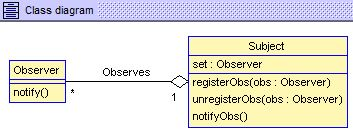 Class diagram
Subject
set : Observer
Observer
Observes
registerObs(obs : Observer)
notify()
*
1
unregisterObs(obs : Observer)
notifyObs()